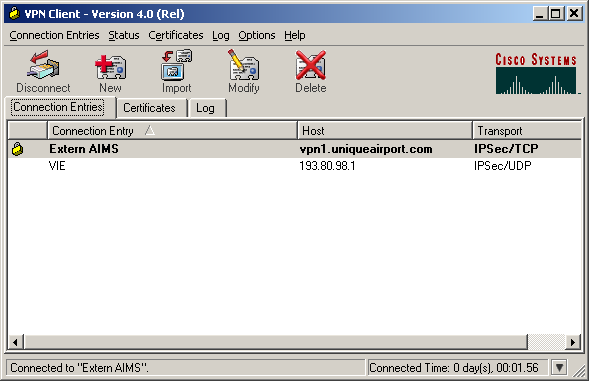 VPN Client - Version 4.0 (Rel)
Connection Entries Status Certificates Log Options Help
Disconnect New Import Modify Delete
CISCO SYSTEMS
Connection Entries Certificates Log
Connection Entry Host Transport
Extern AIMS vpn1.uniqueairport.com IPSec/TCP
VIE 193.80.98.1 IPSec/UDP
Connected to "Extern AIMS". Connected Time: 0 day(s), 00:01.56